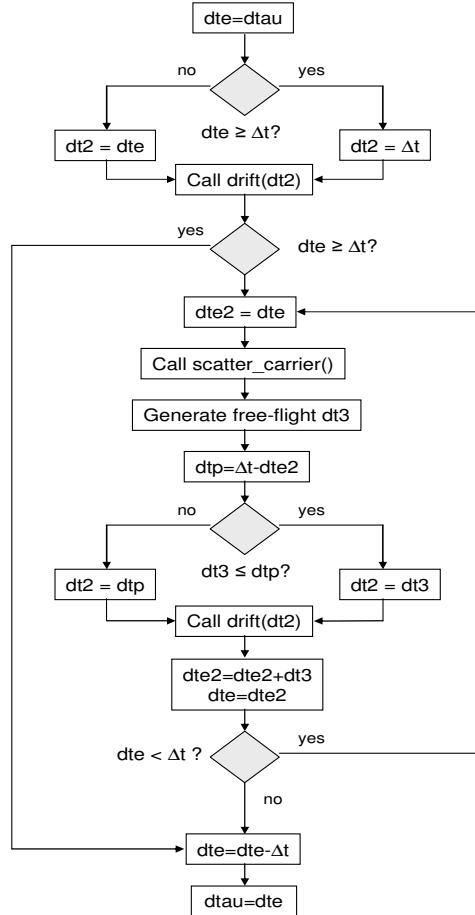 dte=dtau
no
yes
dte ≥ Δt?
dt2 = dte
dt2 = Δt
Call drift(dt2)
yes
dte ≥ Δt?
dte2 = dte
Call scatter_carrier()
Generate free-flight dt3
dtp=Δt-dte2
no
yes
dt3 ≤ dtp?
dt2 = dtp
dt2 = dt3
Call drift(dt2)
dte2=dte2+dt3
dte=dte2
yes
dte < Δt ?
no
dte=dte-Δt
dtau=dte